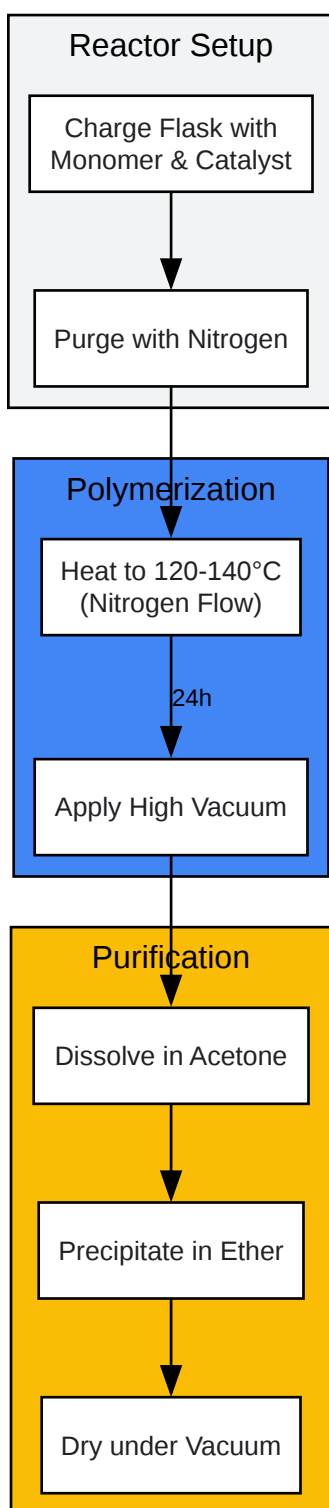 Reactor Setup
Charge Flask with
Monomer & Catalyst
Purge with Nitrogen
Polymerization
Heat to 120-140°C
(Nitrogen Flow)
24h
Apply High Vacuum
Purification
Dissolve in Acetone
Precipitate in Ether
Dry under Vacuum